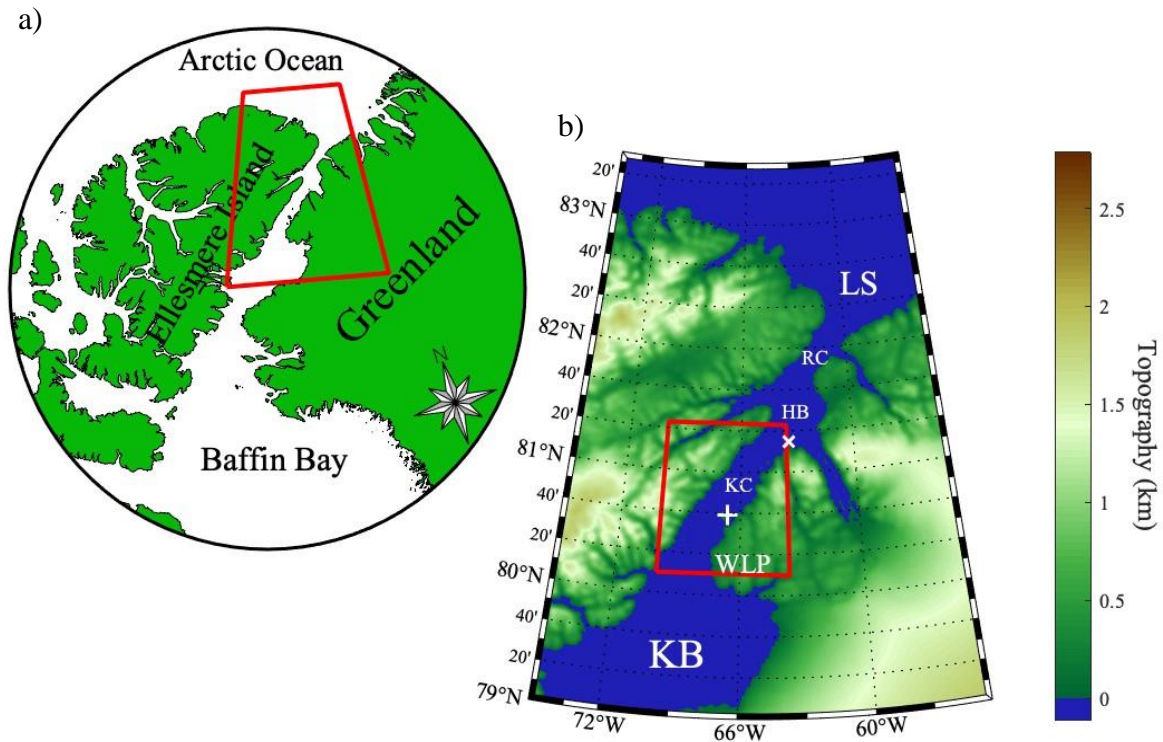 a)
Arctic Ocean
Ellesmere Island
Greenland
N
Baffin Bay
b)
20'
83°N
40'
20'
82°N
40'
20'
81°N
40'
20'
80°N
40'
20'
79°N
72°W
66°W
60°W
LS
RC
HB
KC
WLP
KB
2.5
2
1.5
1
0.5
0
Topography (km)